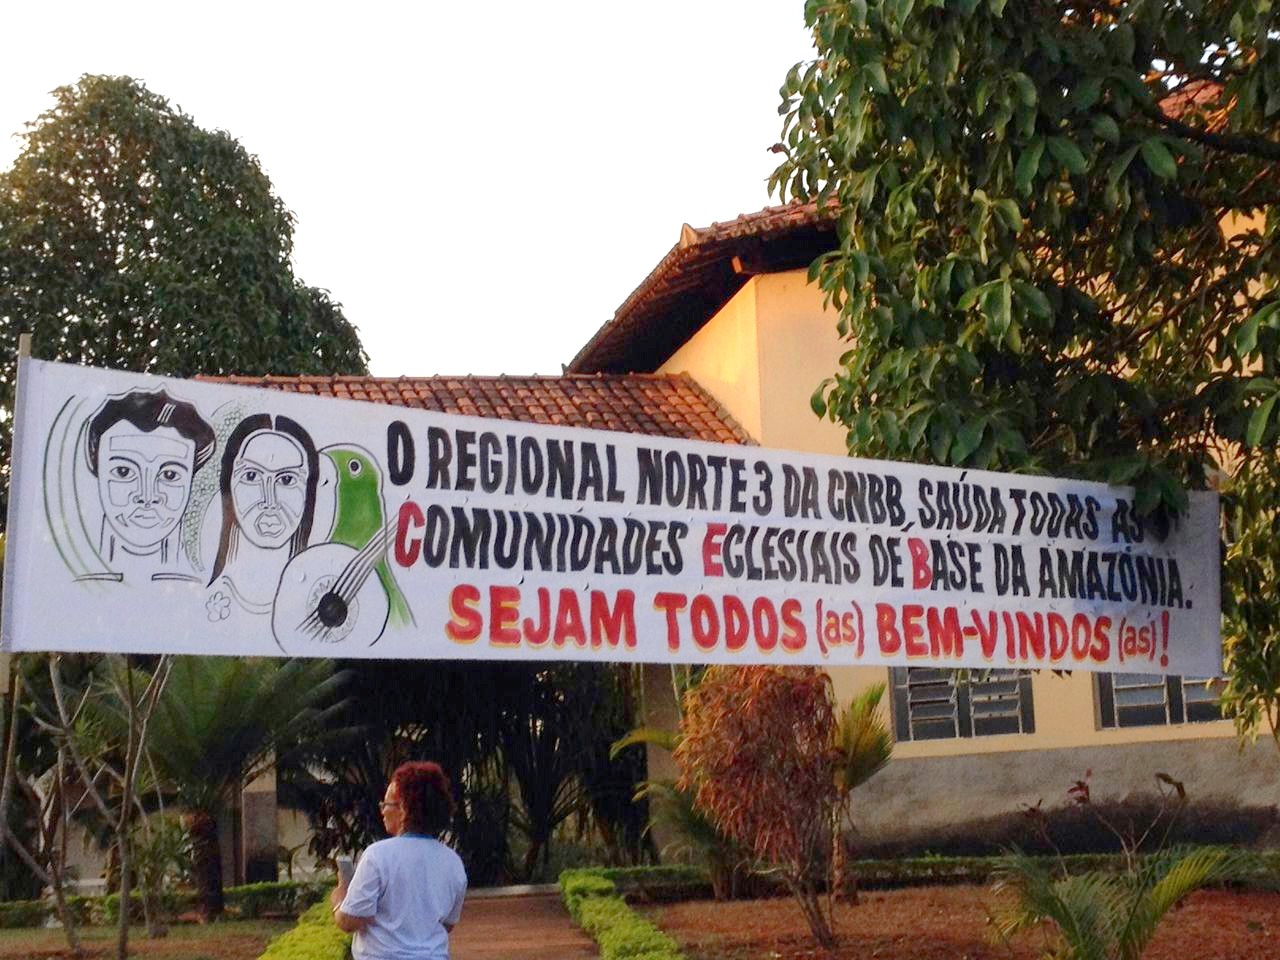 O REGIONAL NORTE 3 DA CNBB, SAÚDA TODAS AS
COMUNIDADES ECLESIAIS DE BASE DA AMAZÔNIA.
SEJAM TODOS (as) BEM-VINDOS (as)!